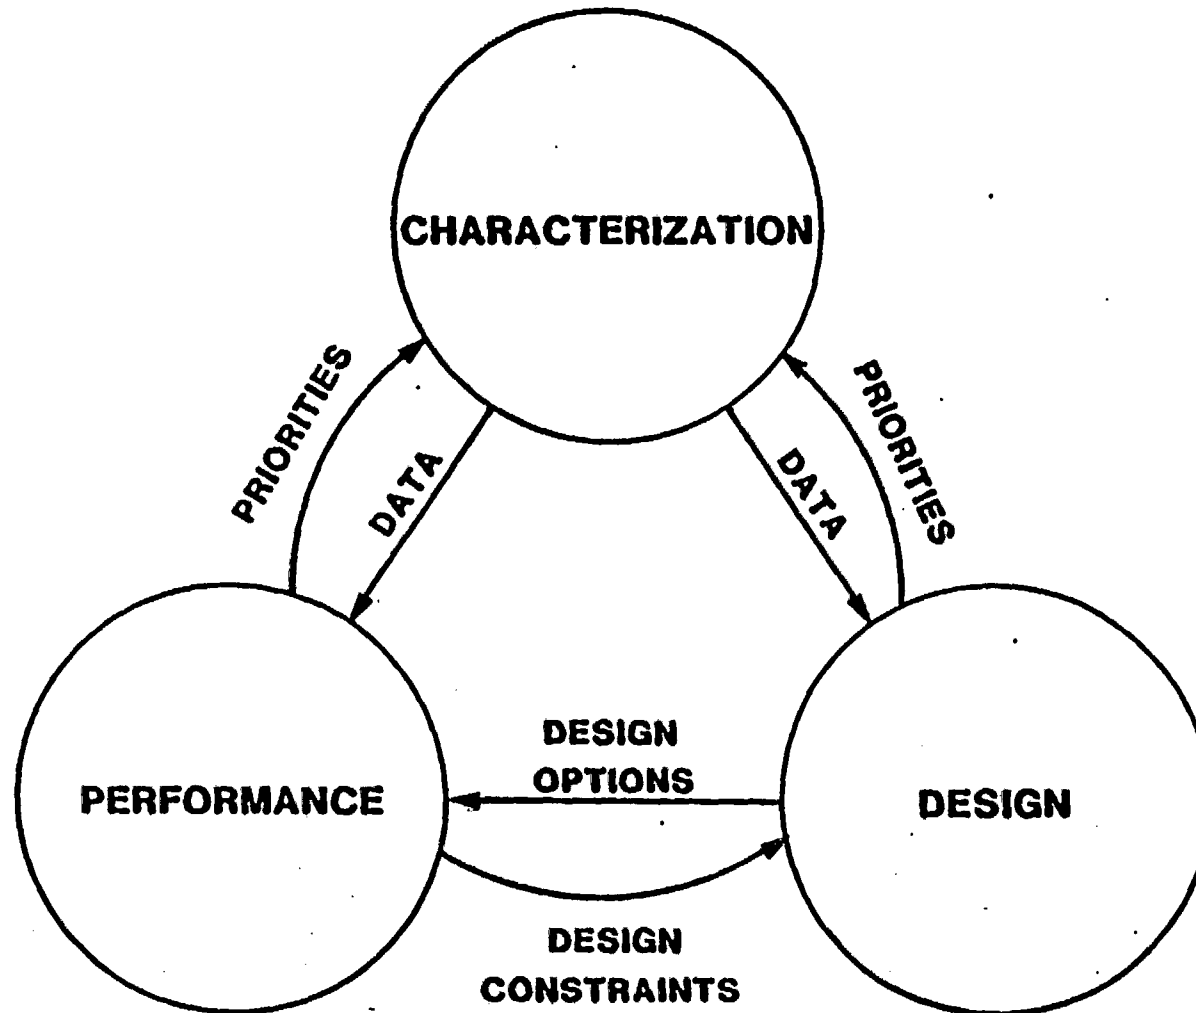 CHARACTERIZATION
PRIORITIES
DATA
DATA
PRIORITIES
DESIGN
OPTIONS
PERFORMANCE
DESIGN
DESIGN
CONSTRAINTS